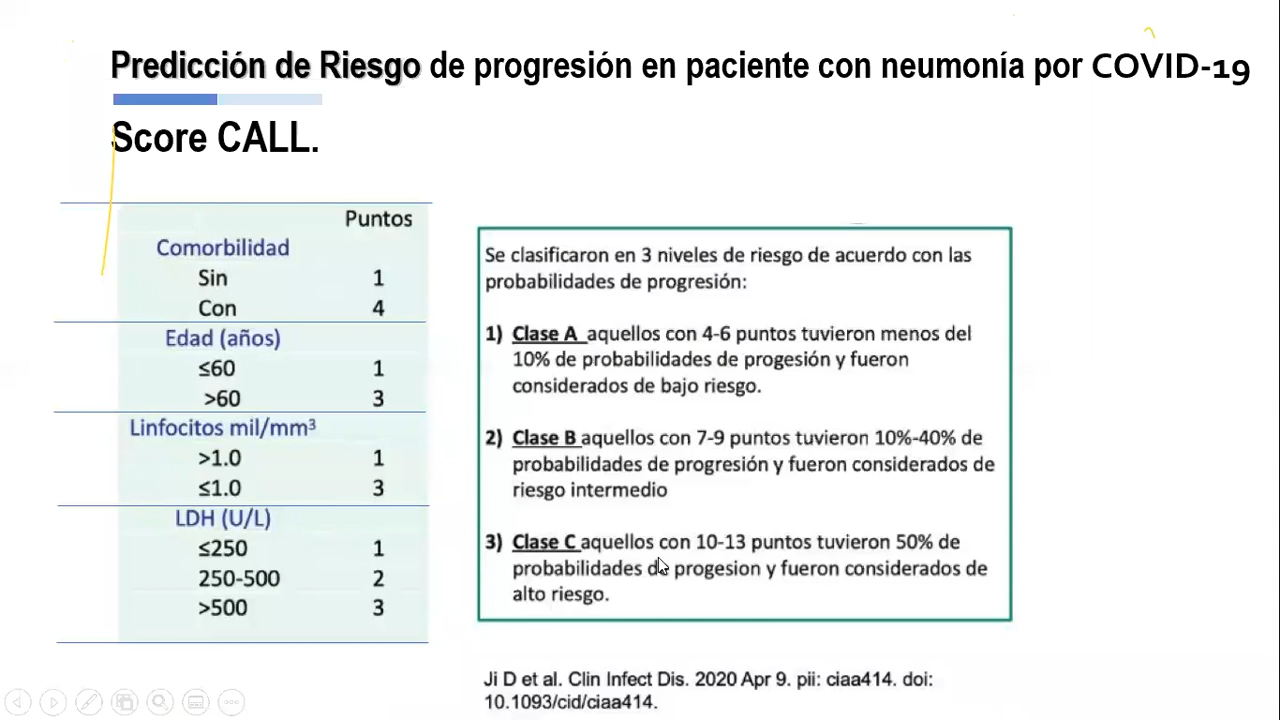 Predicción de Riesgo de progresión en paciente con neumonía por COVID-19
Score CALL.
Puntos
Comorbilidad
Sin 1
Con 4
Edad (años)
≤60 1
>60 3
Linfocitos mil/mm³
>1.0 1
≤1.0 3
LDH (U/L)
≤250 1
250-500 2
>500 3
Se clasificaron en 3 niveles de riesgo de acuerdo con las
probabilidades de progresión:
1) Clase A aquellos con 4-6 puntos tuvieron menos del
10% de probabilidades de progesión y fueron
considerados de bajo riesgo.
2) Clase B aquellos con 7-9 puntos tuvieron 10%-40% de
probabilidades de progresión y fueron considerados de
riesgo intermedio
3) Clase C aquellos con 10-13 puntos tuvieron 50% de
probabilidades de progesion y fueron considerados de
alto riesgo.
Ji D et al. Clin Infect Dis. 2020 Apr 9. pii: ciaa414. doi:
10.1093/cid/ciaa414.